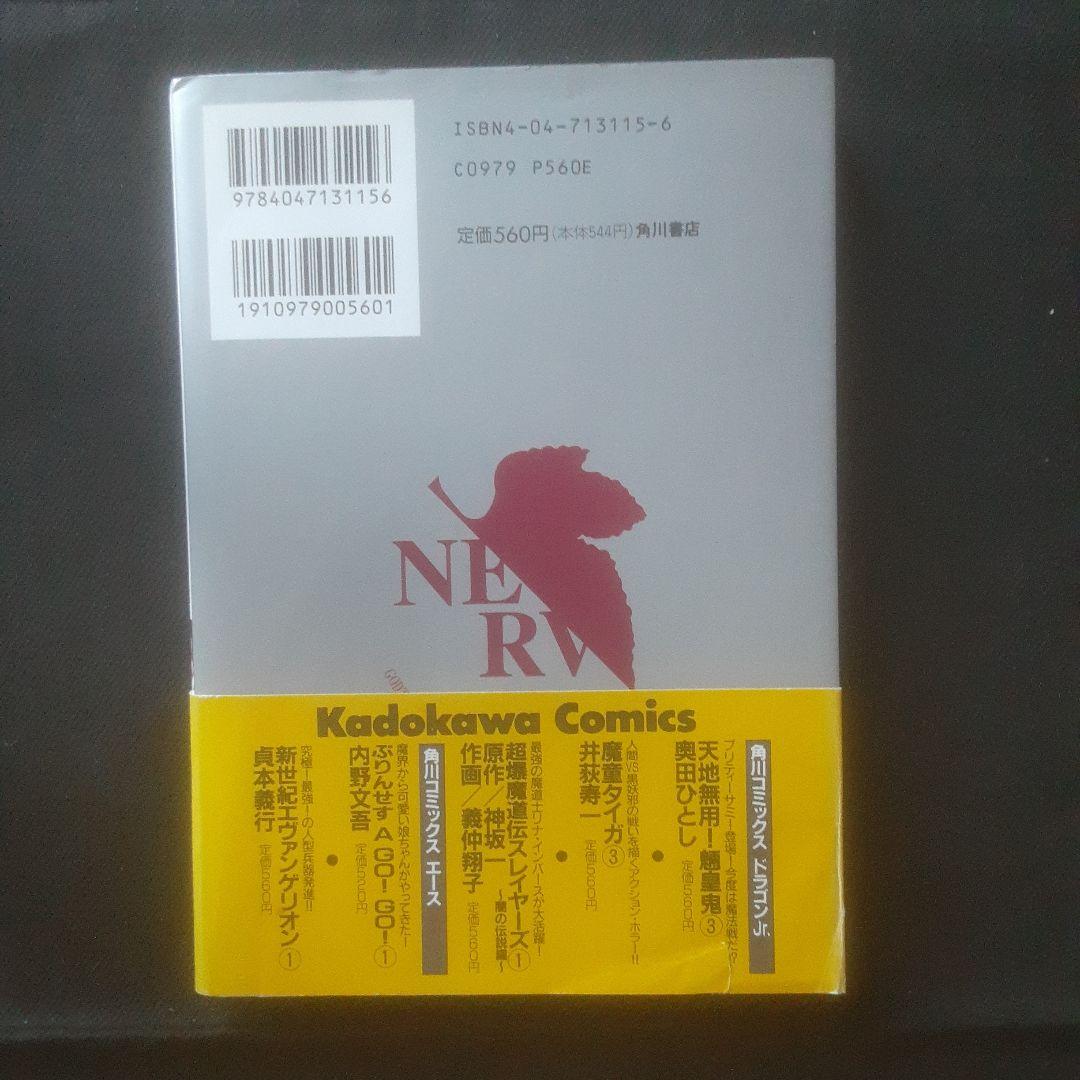 9784047131156
1910979005601
ISBN4-04-713115-6
C0979 P560E
定価560円(本体544円)角川書店
NE
RV
GOD'
Kadokawa Comics
角川コミックス ドラゴンJr.
プリティーサミー登場!今度は魔法戦だ!?
天地無用!魎皇鬼③
奥田ひとし 定価560円
●
人間VS黒妖邪の戦いを描くアクション・ホラー!!
魔童タイガ③
井荻寿一 定価560円
●
最強の魔道士リナ・インバースが大活躍!
超爆魔道伝スレイヤーズ① 〜闇の伝説編〜
原作/神坂一
作画/義仲翔子 定価560円
角川コミックス エース
魔界から可愛い娘ちゃんがやってきたー
ぷりんせす A GO! GO!①
内野文吾 定価520円
●
究極!最強!の人型兵器発進!!
新世紀エヴァンゲリオン①
貞本義行 定価560円